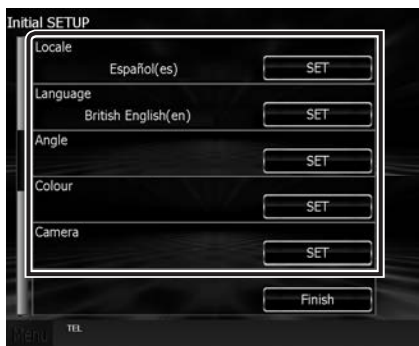 Initial SETUP
Locale
Español(es) SET
Language
British English(en) SET
Angle
SET
Colour
SET
Camera
SET
Finish
Menu TEL